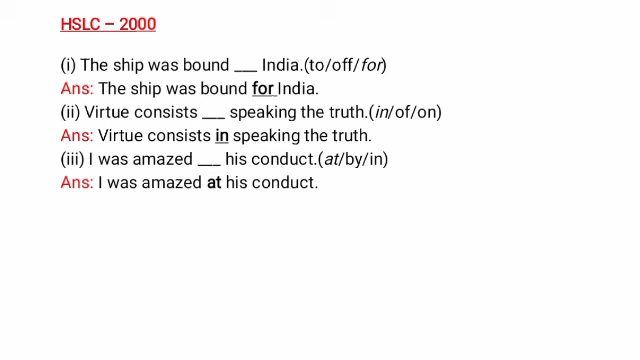 HSLC – 2000
(i) The ship was bound ___ India.(to/off/for)
Ans: The ship was bound for India.
(ii) Virtue consists ___ speaking the truth.(in/of/on)
Ans: Virtue consists in speaking the truth.
(iii) I was amazed ___ his conduct.(at/by/in)
Ans: I was amazed at his conduct.